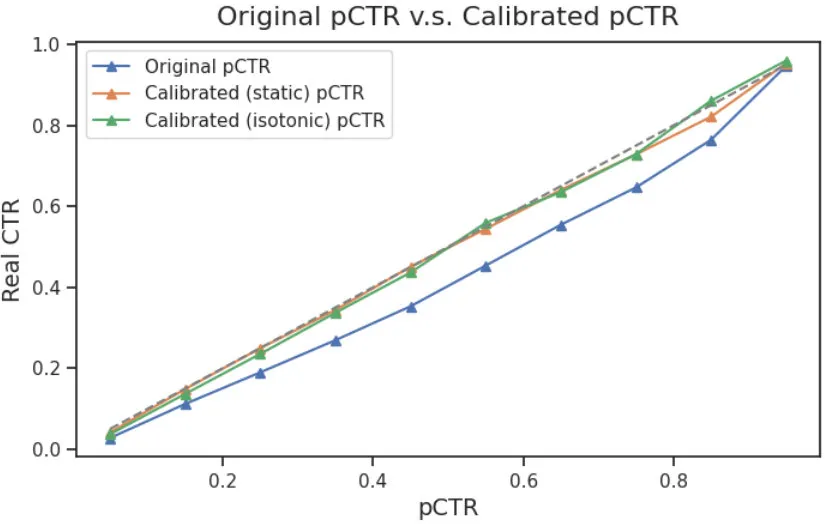 Original pCTR v.s. Calibrated pCTR
Original pCTR
Calibrated (static) pCTR
Calibrated (isotonic) pCTR
Real CTR
1.0
0.8
0.6
0.4
0.2
0.0
0.2 0.4 0.6 0.8
pCTR